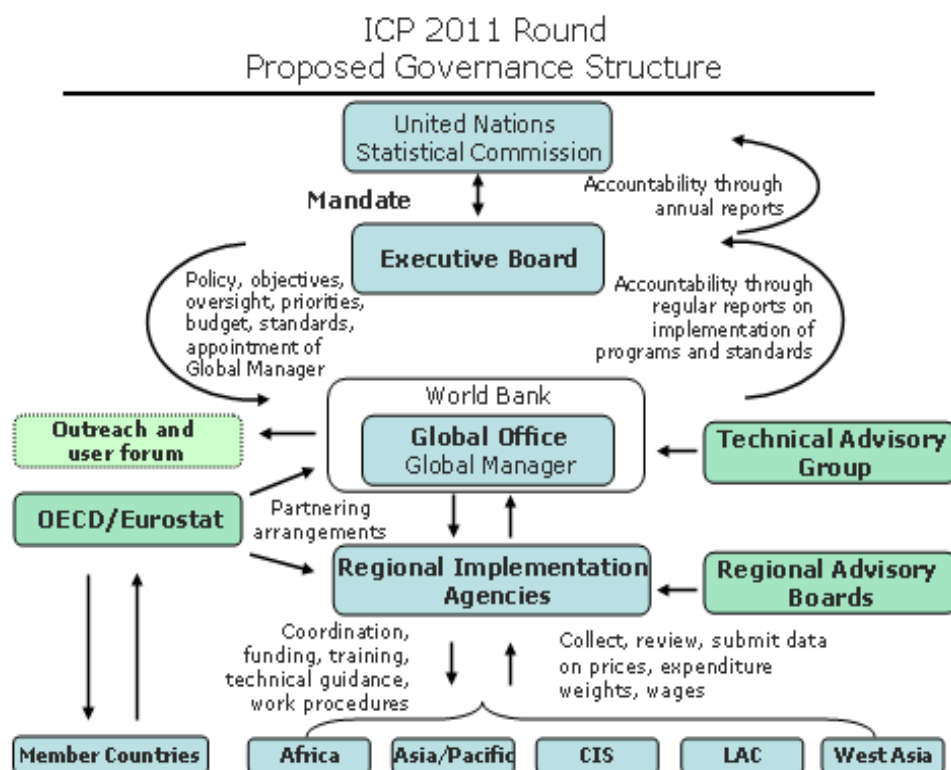 ICP 2011 Round
Proposed Governance Structure
United Nations
Statistical Commission
Mandate
Accountability through
annual reports
Executive Board
Policy, objectives,
oversight, priorities,
budget, standards,
appointment of
Global Manager
Accountability through
regular reports on
implementation of
programs and standards
World Bank
Global Office
Global Manager
Outreach and
user forum
Technical Advisory
Group
OECD/Eurostat
Partnering
arrangements
Regional Implementation
Agencies
Regional Advisory
Boards
Coordination,
funding, training,
technical guidance,
work procedures
Collect, review, submit data
on prices, expenditure
weights, wages
Member Countries
Africa
Asia/Pacific
CIS
LAC
West Asia